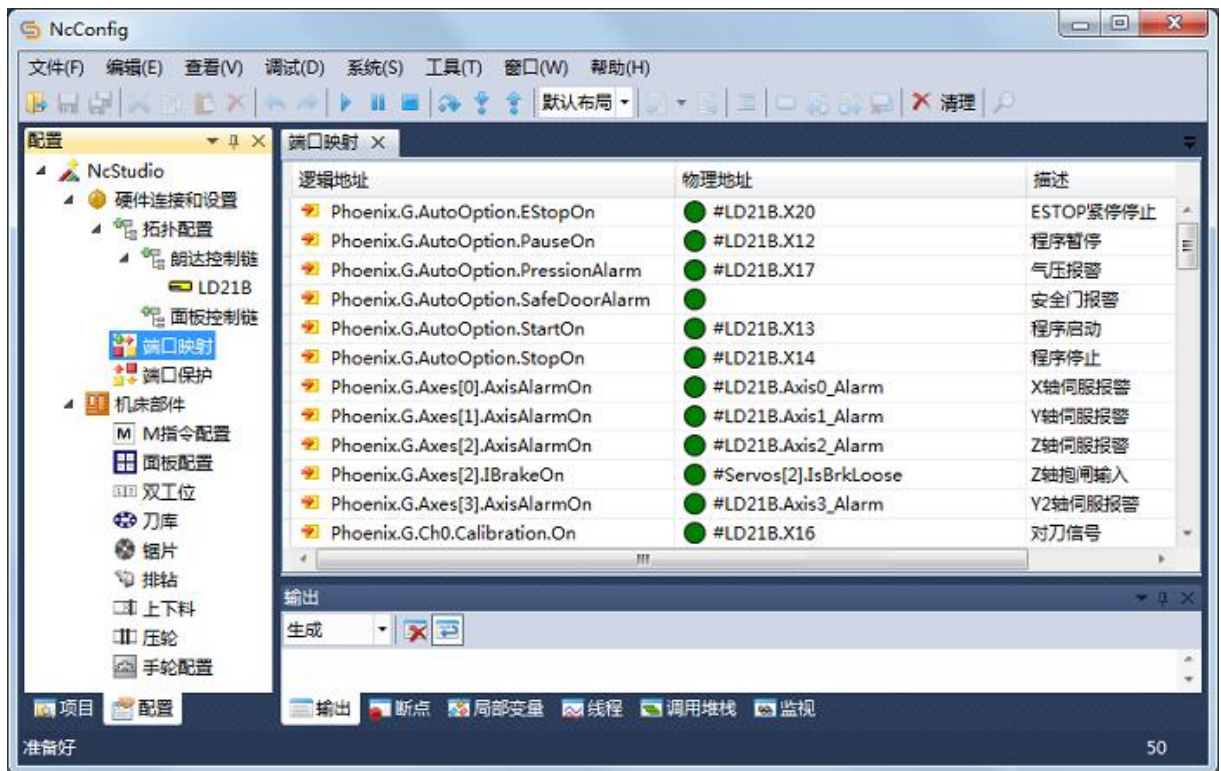 NcConfig
文件(F) 编辑(E) 查看(V) 调试(D) 系统(S) 工具(T) 窗口(W) 帮助(H)
默认布局 清理
配置
端口映射
NcStudio
硬件连接和设置
拓扑配置
朗达控制链
LD21B
面板控制链
端口映射
端口保护
机床部件
M M指令配置
面板配置
双工位
刀库
锯片
排钻
上下料
压轮
手轮配置
项目 配置
逻辑地址 物理地址 描述
Phoenix.G.AutoOption.EStopOn #LD21B.X20 ESTOP紧停停止
Phoenix.G.AutoOption.PauseOn #LD21B.X12 程序暂停
Phoenix.G.AutoOption.PressionAlarm #LD21B.X17 气压报警
Phoenix.G.AutoOption.SafeDoorAlarm 安全门报警
Phoenix.G.AutoOption.StartOn #LD21B.X13 程序启动
Phoenix.G.AutoOption.StopOn #LD21B.X14 程序停止
Phoenix.G.Axes[0].AxisAlarmOn #LD21B.Axis0_Alarm X轴伺服报警
Phoenix.G.Axes[1].AxisAlarmOn #LD21B.Axis1_Alarm Y轴伺服报警
Phoenix.G.Axes[2].AxisAlarmOn #LD21B.Axis2_Alarm Z轴伺服报警
Phoenix.G.Axes[2].IBrakeOn #Servos[2].IsBrkLoose Z轴抱闸输入
Phoenix.G.Axes[3].AxisAlarmOn #LD21B.Axis3_Alarm Y2轴伺服报警
Phoenix.G.Ch0.Calibration.On #LD21B.X16 对刀信号
输出
生成
输出 断点 局部变量 线程 调用堆栈 监视
准备好 50